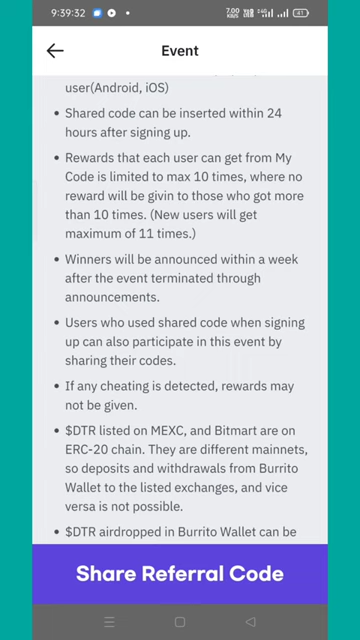 9:39:32
7.00
KB/S
41
Event
user(Android, iOS)
Shared code can be inserted within 24
hours after signing up.
Rewards that each user can get from My
Code is limited to max 10 times, where no
reward will be givin to those who got more
than 10 times. (New users will get
maximum of 11 times.)
Winners will be announced within a week
after the event terminated through
announcements.
Users who used shared code when signing
up can also participate in this event by
sharing their codes.
If any cheating is detected, rewards may
not be given.
$DTR listed on MEXC, and Bitmart are on
ERC-20 chain. They are different mainnets,
so deposits and withdrawals from Burrito
Wallet to the listed exchanges, and vice
versa is not possible.
$DTR airdropped in Burrito Wallet can be
Share Referral Code